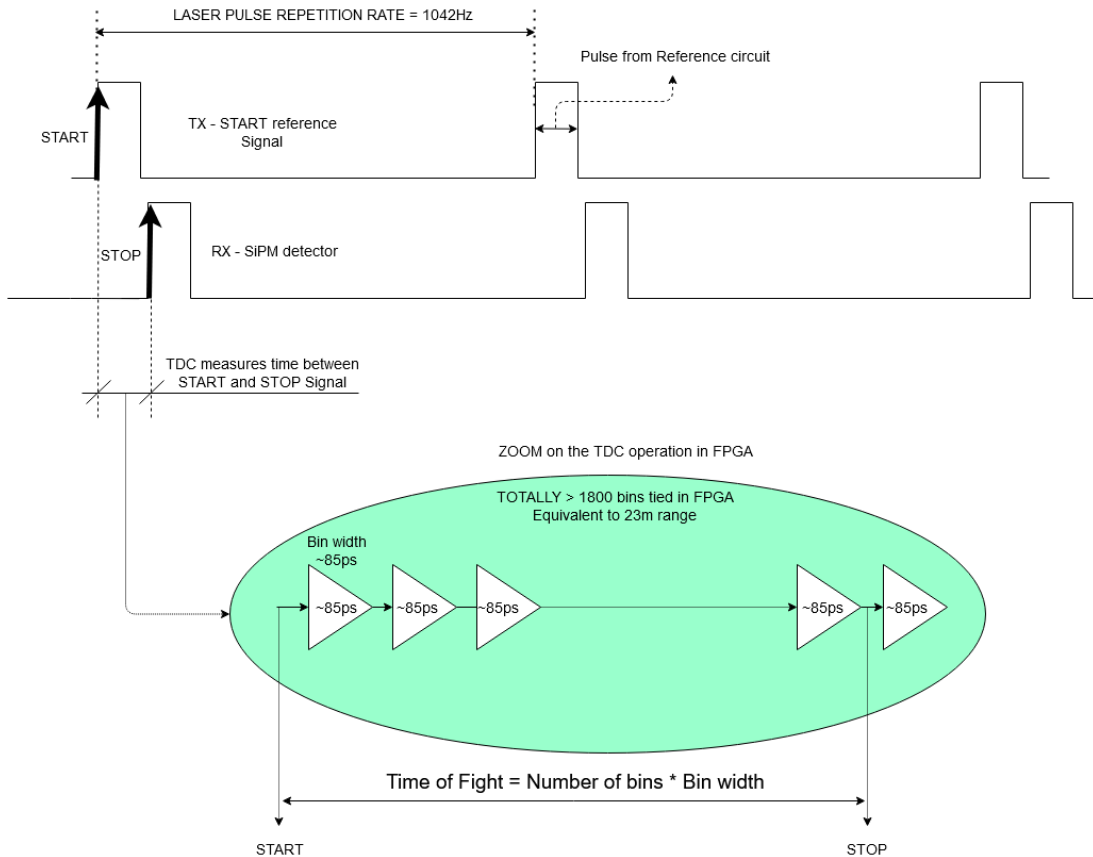 LASER PULSE REPETITION RATE = 1042Hz
Pulse from Reference circuit
START
TX - START reference
Signal
STOP
RX - SiPM detector
TDC measures time between
START and STOP Signal
ZOOM on the TDC operation in FPGA
TOTALLY > 1800 bins tied in FPGA
Equivalent to 23m range
Bin width
~85ps
~85ps
~85ps
~85ps
~85ps
~85ps
Time of Fight = Number of bins * Bin width
START
STOP